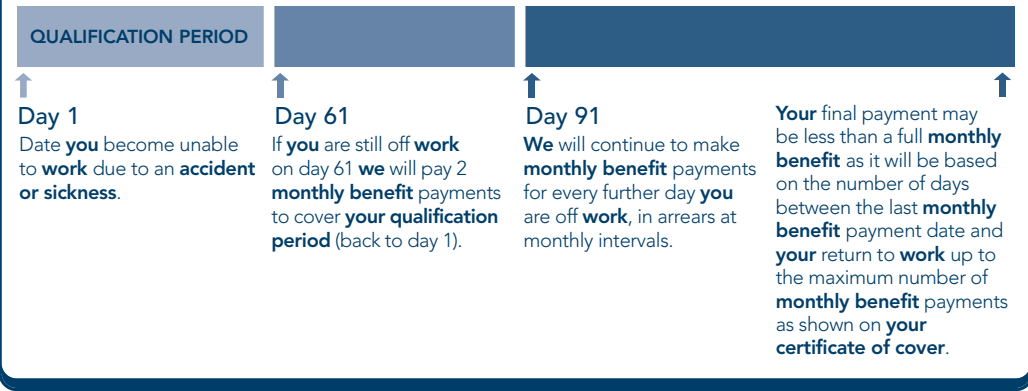 QUALIFICATION PERIOD
Day 1
Date you become unable
to work due to an accident
or sickness.
Day 61
If you are still off work
on day 61 we will pay 2
monthly benefit payments
to cover your qualification
period (back to day 1).
Day 91
We will continue to make
monthly benefit payments
for every further day you
are off work, in arrears at
monthly intervals.
Your final payment may
be less than a full monthly
benefit as it will be based
on the number of days
between the last monthly
benefit payment date and
your return to work up to
the maximum number of
monthly benefit payments
as shown on your
certificate of cover.